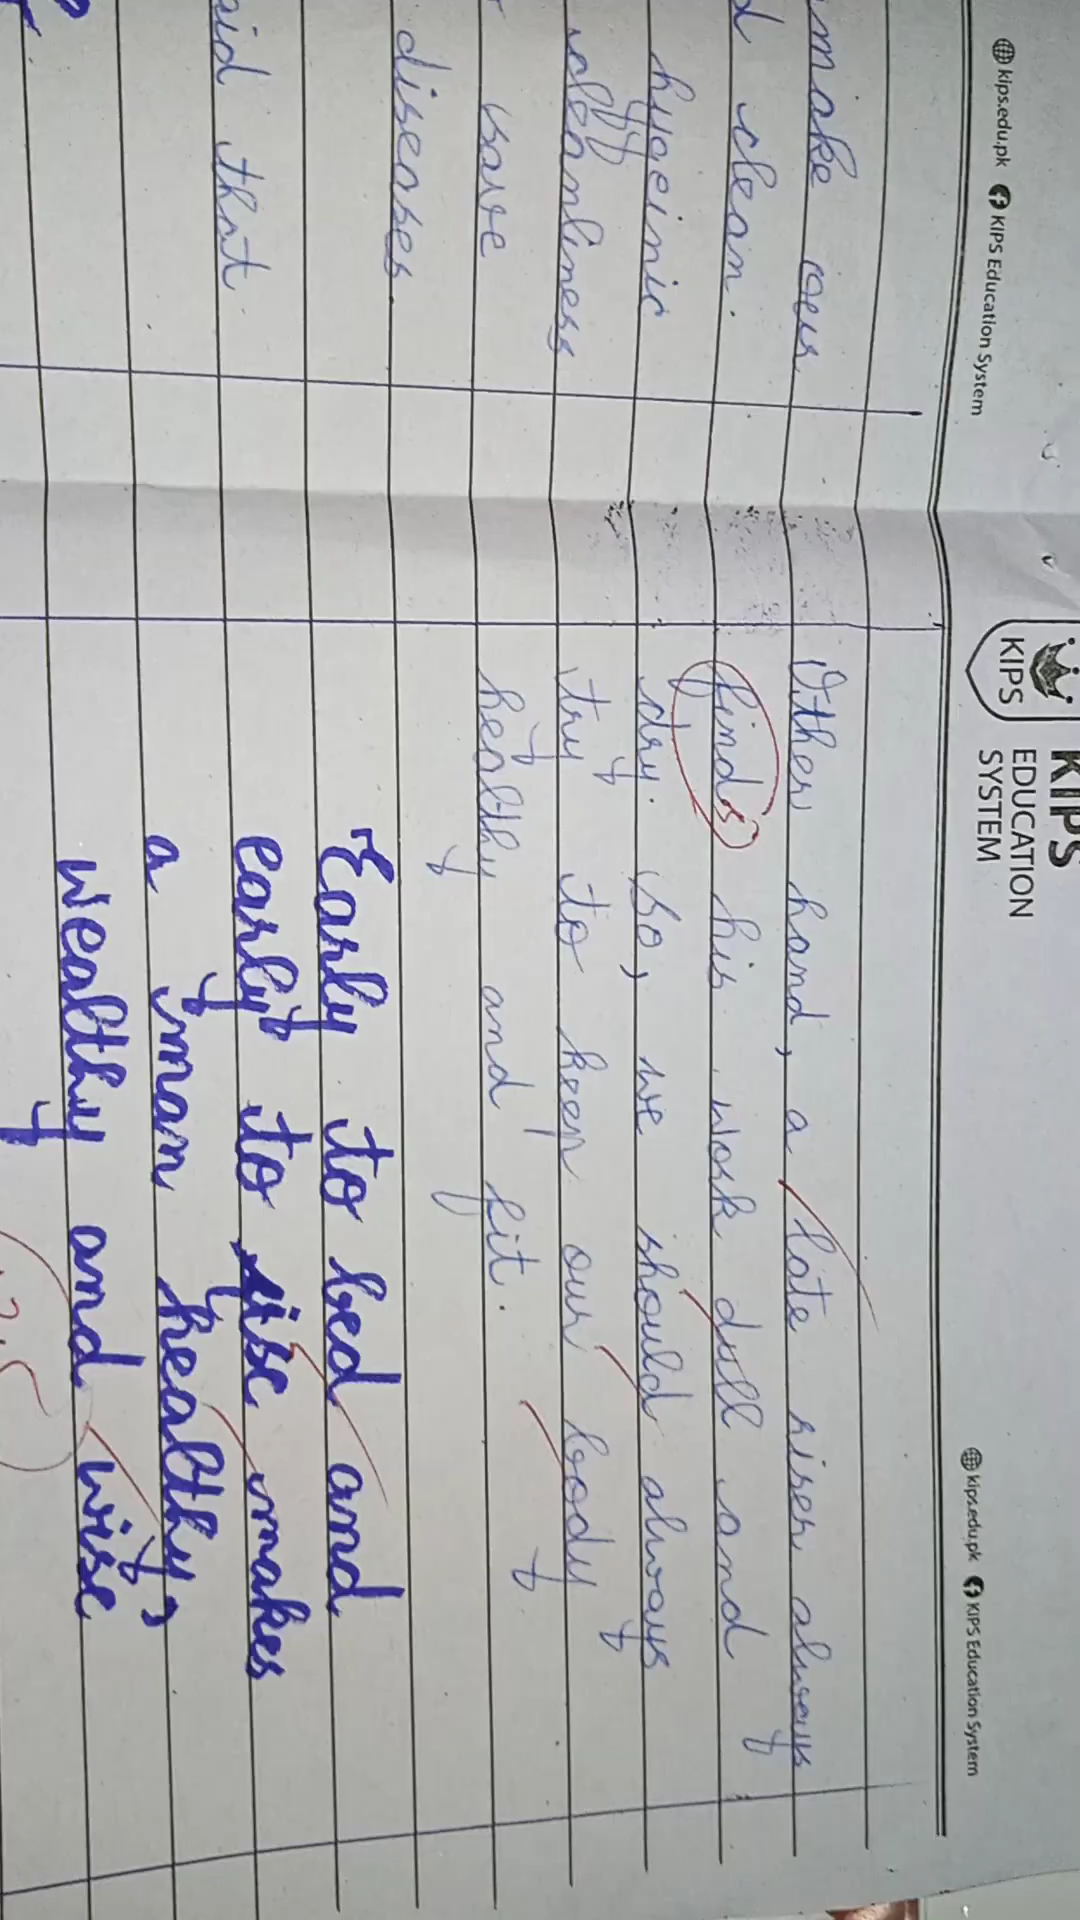 kips.edu.pk KIPS Education System
make our
clean.
hygeinic
cleanliness
save
diseases.
that
KIPS
KIPS
EDUCATION
SYSTEM
kips.edu.pk KIPS Education System
Other hand, a late riser always
finds his work dull and
dry. So, we should always
try to keep our body
healthy and fit.
"Early to bed and
early to rise makes
a man healthy,
wealthy and wise